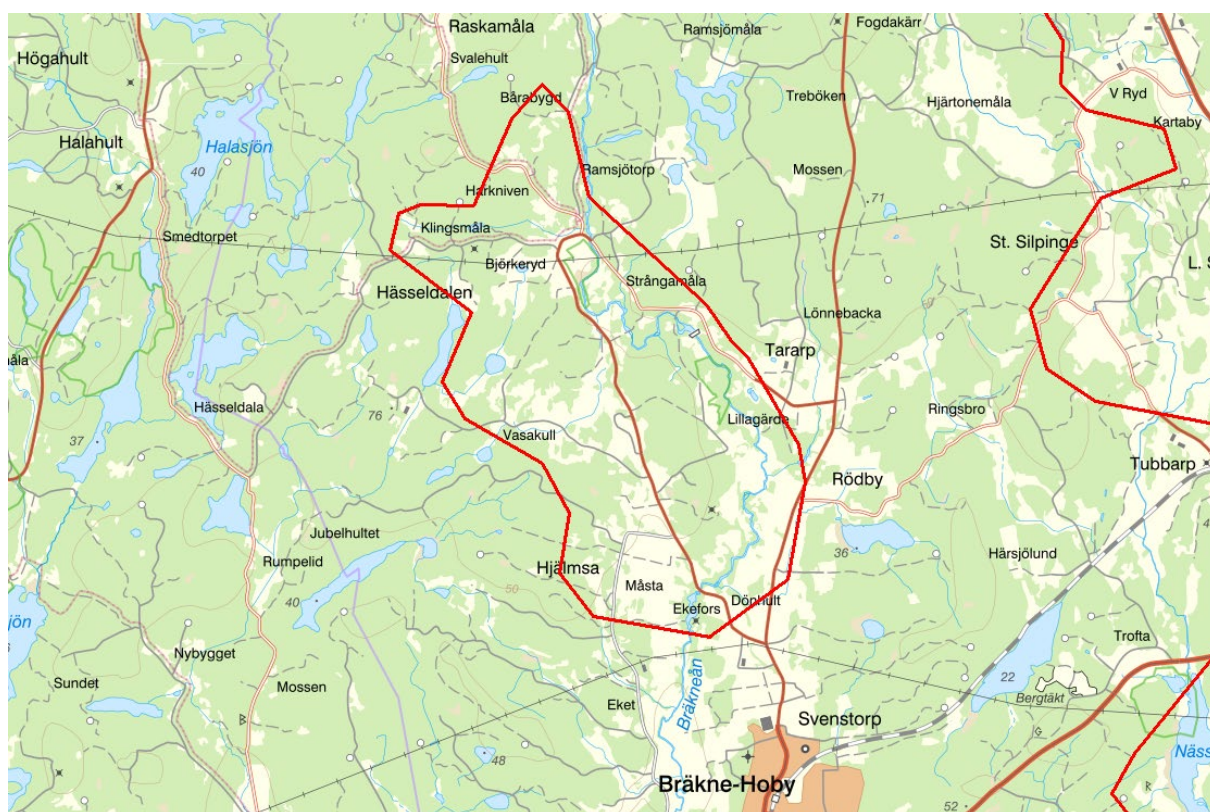 Raskamåla
Ramsjömåla
Fogdakärr
Högahult
Svalehult
Treböken
Hjärtonemåla
V Ryd
Bårabygd
Kartaby
Halahult
Halasjön
40
Ramsjötorp
Mossen
71
Harkniven
Klingsmåla
Smedtorpet
St. Silpinge
Björkeryd
L. S
Strångamåla
Hässeldalen
Lönnebacka
Tararp
åla
Hässeldala
76
Lillagärde
Ringsbro
37
Vasakull
Tubbarp
Rödby
Jubelhultet
36
Härsjölund
Rumpelid
Hjälmsa
50
Måsta
40
Dönhult
Ekefors
jön
Trofta
Nybygget
Sundet
Mossen
22
Bräkneån
Bergtäkt
Eket
Svenstorp
G
Näss
48
Bräkne-Hoby
52